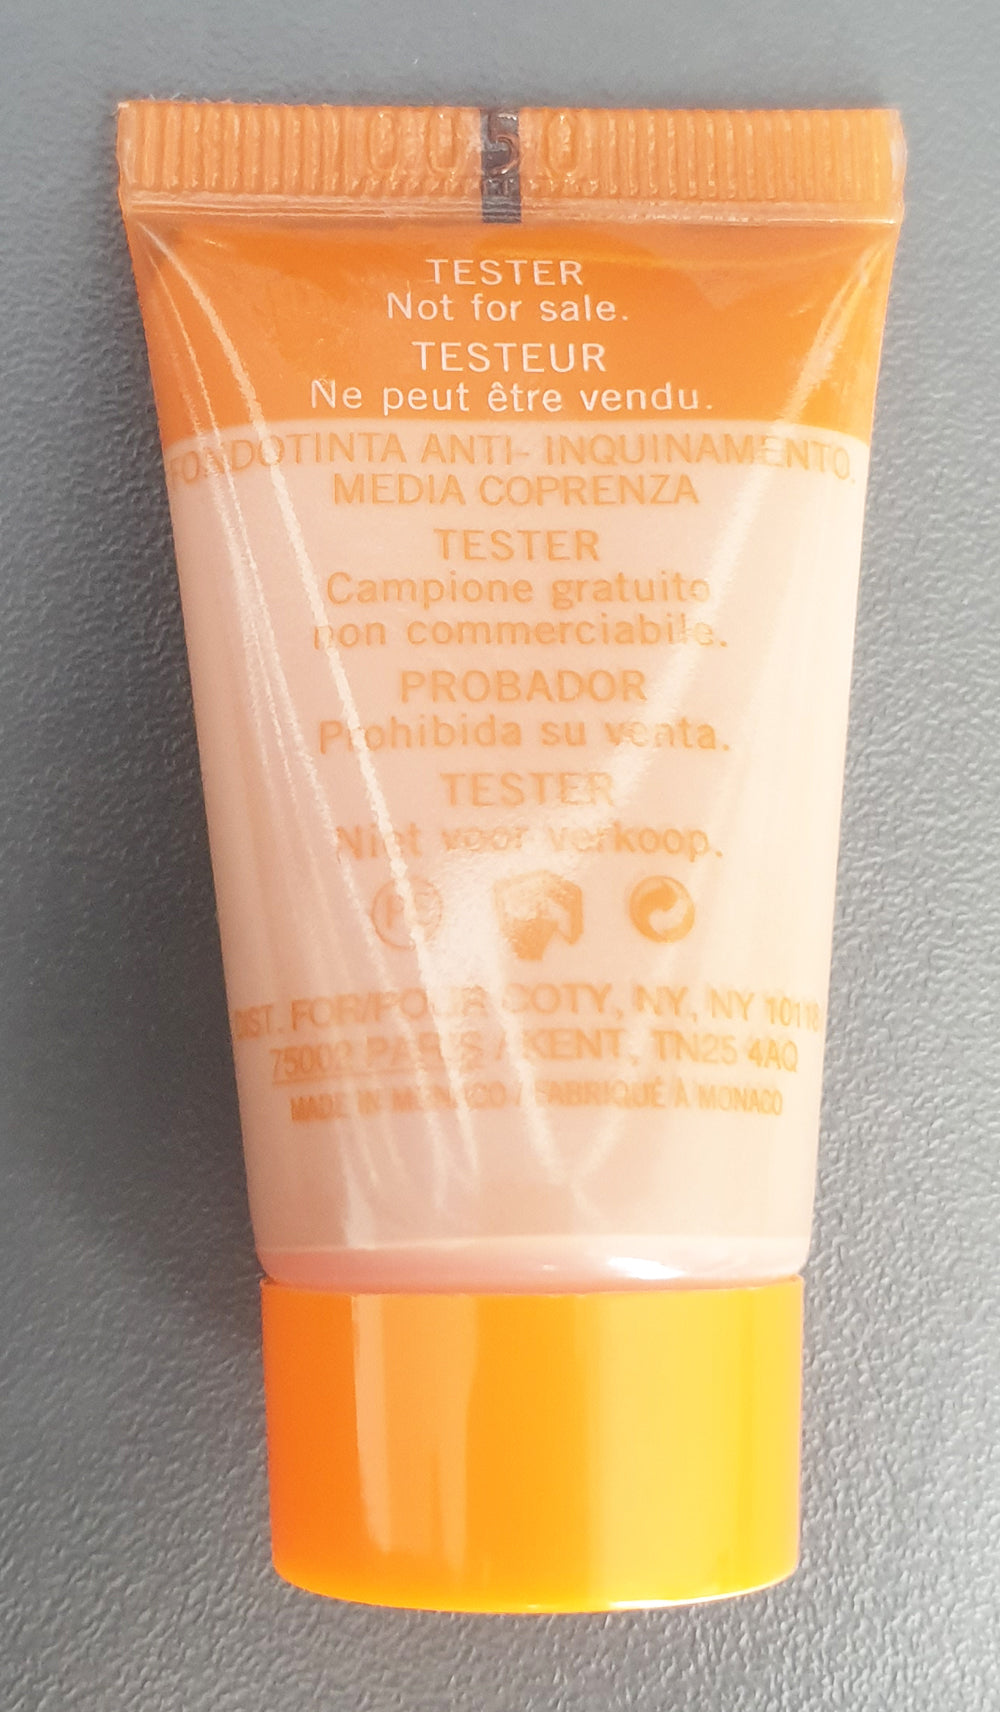 0050
TESTER
Not for sale.
TESTEUR
Ne peut être vendu.
FONDOTINTA ANTI- INQUINAMENTO.
MEDIA COPRENZA
TESTER
Campione gratuito
non commerciabile.
PROBADOR
Prohibida su venta.
TESTER
Niet voor verkoop.
DIST. FOR/POUR COTY, NY, NY 10118
75002 PARIS / KENT, TN25 4AQ
MADE IN MONACO / FABRIQUÉ À MONACO